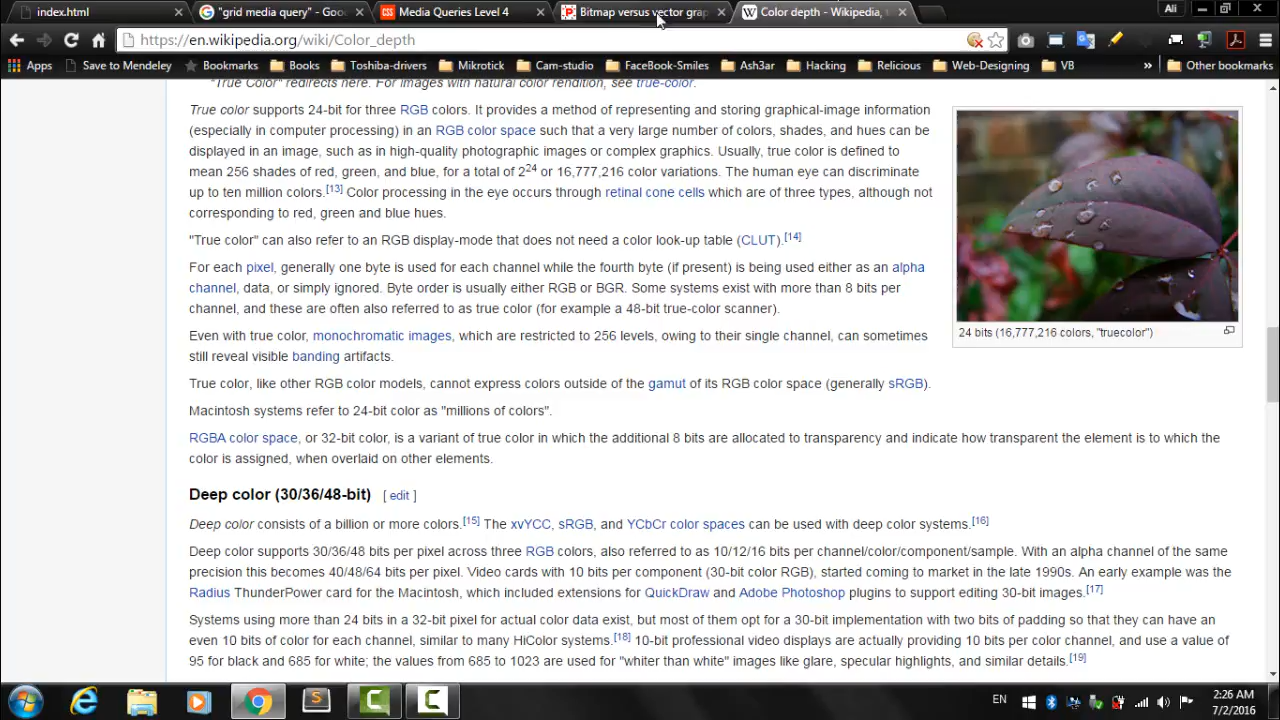 index.html
"grid media query" - Goo
Media Queries Level 4
Bitmap versus vector grap
Color depth - Wikipedia,
Ali
https://en.wikipedia.org/wiki/Color_depth
Apps
Save to Mendeley
Books
Toshiba-drivers
Mikrotick
Cam-studio
FaceBook-Smiles
Ash3ar
Hacking
Relicious
Web-Designing
VB
»
Other bookmarks
"True Color" redirects here. For images with natural color rendition, see true-color.
True color supports 24-bit for three RGB colors. It provides a method of representing and storing graphical-image information
(especially in computer processing) in an RGB color space such that a very large number of colors, shades, and hues can be
displayed in an image, such as in high-quality photographic images or complex graphics. Usually, true color is defined to
mean 256 shades of red, green, and blue, for a total of 2²⁴ or 16,777,216 color variations. The human eye can discriminate
up to ten million colors.[13] Color processing in the eye occurs through retinal cone cells which are of three types, although not
corresponding to red, green and blue hues.
"True color" can also refer to an RGB display-mode that does not need a color look-up table (CLUT).[14]
For each pixel, generally one byte is used for each channel while the fourth byte (if present) is being used either as an alpha
channel, data, or simply ignored. Byte order is usually either RGB or BGR. Some systems exist with more than 8 bits per
channel, and these are often also referred to as true color (for example a 48-bit true-color scanner).
Even with true color, monochromatic images, which are restricted to 256 levels, owing to their single channel, can sometimes
still reveal visible banding artifacts.
True color, like other RGB color models, cannot express colors outside of the gamut of its RGB color space (generally sRGB).
Macintosh systems refer to 24-bit color as "millions of colors".
RGBA color space, or 32-bit color, is a variant of true color in which the additional 8 bits are allocated to transparency and indicate how transparent the element is to which the
color is assigned, when overlaid on other elements.
24 bits (16,777,216 colors, "truecolor")
Deep color (30/36/48-bit) [ edit ]
Deep color consists of a billion or more colors.[15] The xvYCC, sRGB, and YCbCr color spaces can be used with deep color systems.[16]
Deep color supports 30/36/48 bits per pixel across three RGB colors, also referred to as 10/12/16 bits per channel/color/component/sample. With an alpha channel of the same
precision this becomes 40/48/64 bits per pixel. Video cards with 10 bits per component (30-bit color RGB), started coming to market in the late 1990s. An early example was the
Radius ThunderPower card for the Macintosh, which included extensions for QuickDraw and Adobe Photoshop plugins to support editing 30-bit images.[17]
Systems using more than 24 bits in a 32-bit pixel for actual color data exist, but most of them opt for a 30-bit implementation with two bits of padding so that they can have an
even 10 bits of color for each channel, similar to many HiColor systems.[18] 10-bit professional video displays are actually providing 10 bits per color channel, and use a value of
95 for black and 685 for white; the values from 685 to 1023 are used for "whiter than white" images like glare, specular highlights, and similar details.[19]
EN
2:26 AM
7/2/2016